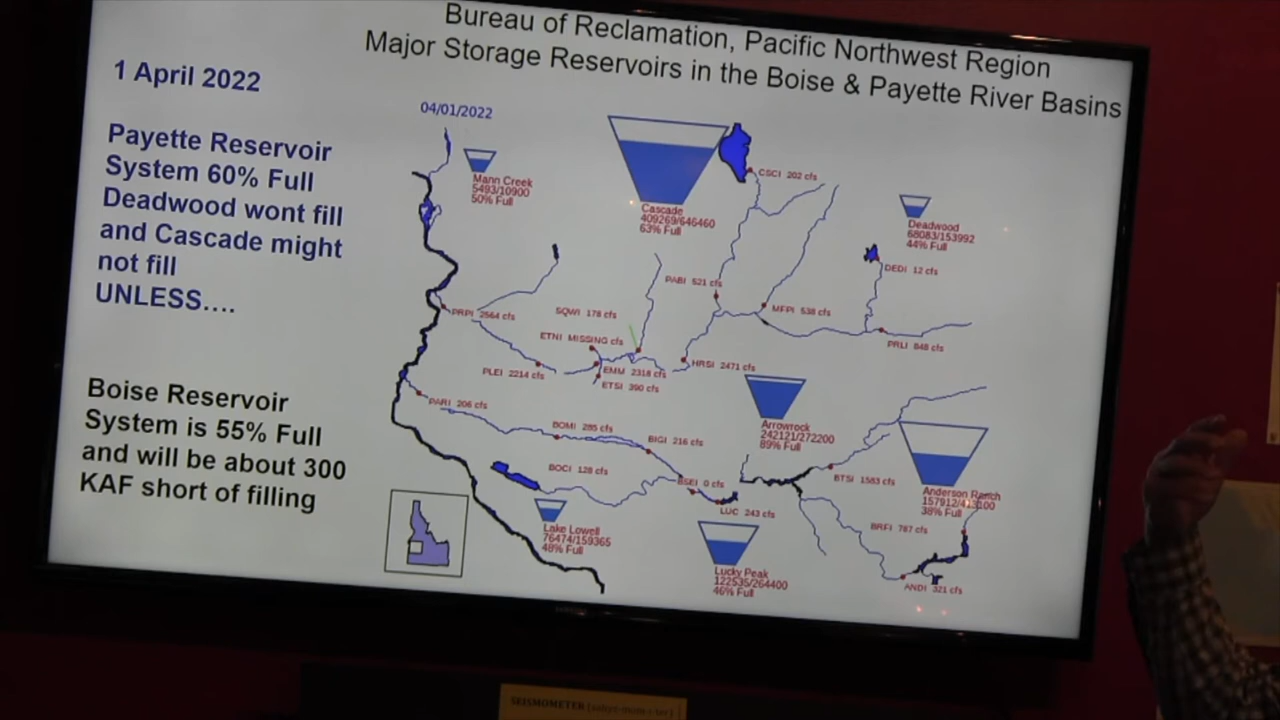 Bureau of Reclamation, Pacific Northwest Region
Major Storage Reservoirs in the Boise & Payette River Basins
1 April 2022
Payette Reservoir
System 60% Full
Deadwood wont fill
and Cascade might
not fill
UNLESS....
Boise Reservoir
System is 55% Full
and will be about 300
KAF short of filling
04/01/2022
Mann Creek
5493/10900
50% Full
Cascade
409269/646460
63% Full
CSCI 202 cfs
Deadwood
68083/153992
44% Full
DEDI 12 cfs
PABI 521 cfs
MFPI 538 cfs
PRLI 848 cfs
PRPI 2564 cfs
SQWI 178 cfs
ETNI MISSING cfs
HRSI 2471 cfs
PLEI 2214 cfs
EMM 2318 cfs
ETSI 390 cfs
PARI 206 cfs
BOMI 285 cfs
BIGI 216 cfs
Arrowrock
242121/272200
89% Full
BOCI 128 cfs
BSEI 0 cfs
BTSI 1583 cfs
Anderson Ranch
38% Full
LUC 243 cfs
Lake Lowell
76474/159365
48% Full
BRFI 787 cfs
Lucky Peak
122535/264400
46% Full
ANDI 321 cfs
SEISMOMETER